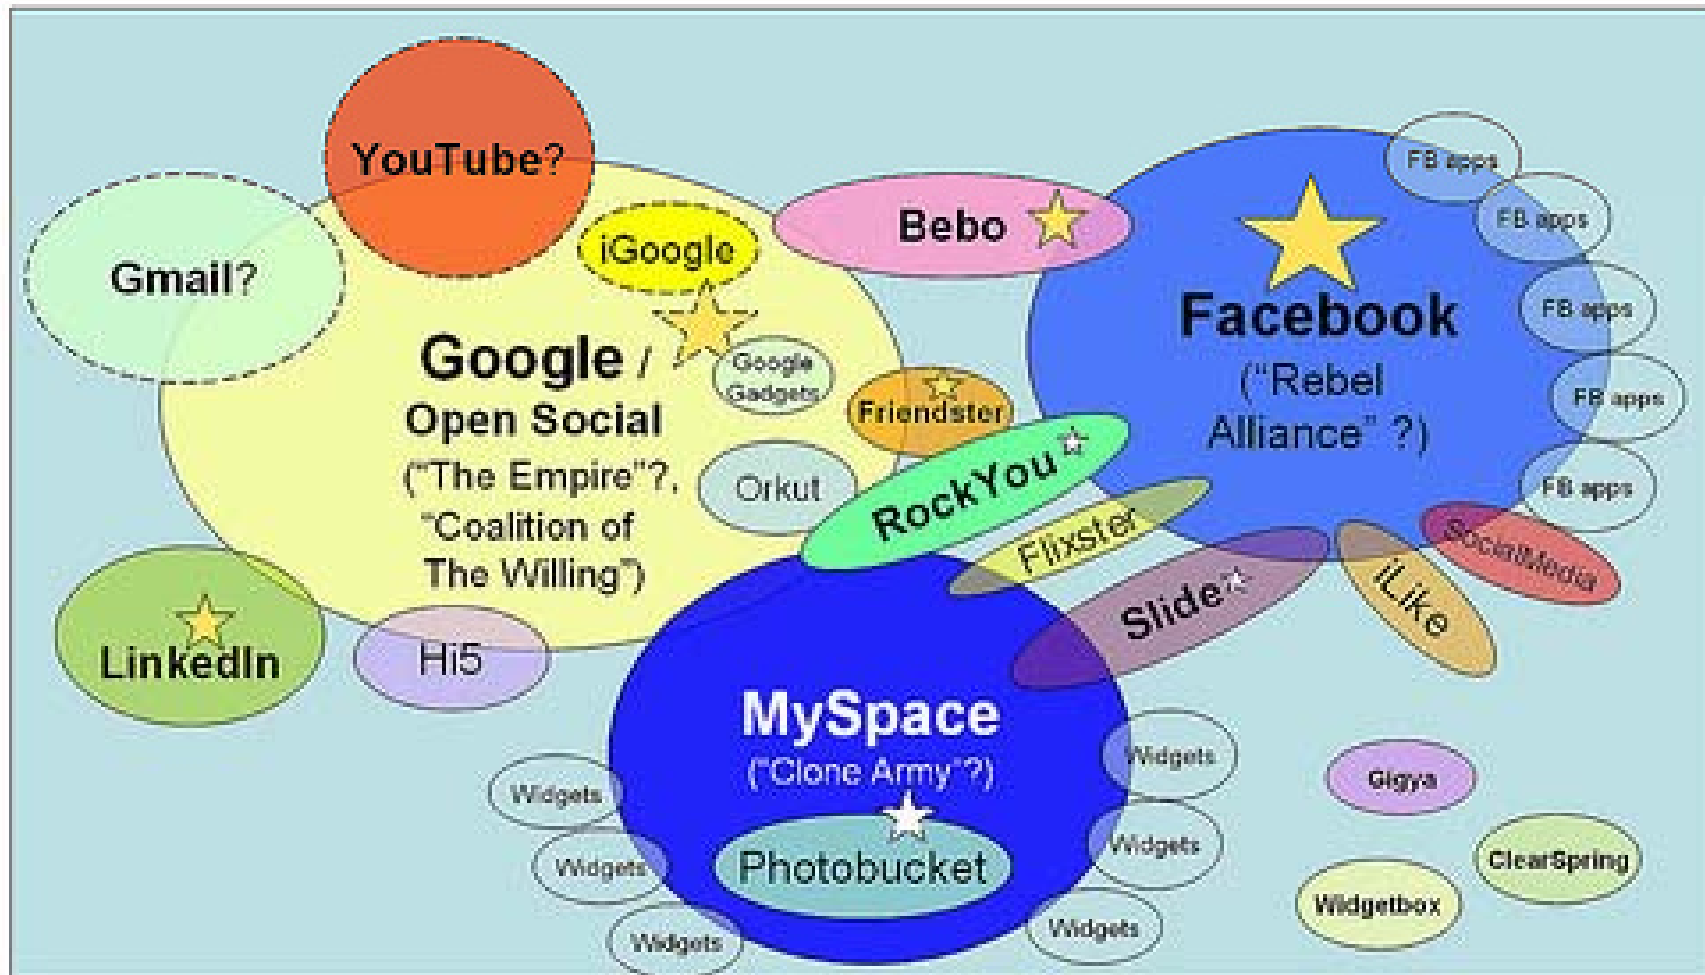 YouTube?
Gmail?
iGoogle
Bebo
FB apps
FB apps
FB apps
FB apps
FB apps
Facebook
("Rebel
Alliance" ?)
Google /
Open Social
("The Empire"?,
"Coalition of
The Willing")
Google
Gadgets
Friendster
Orkut
RockYou
Flixster
Slide
iLike
SocialMedia
LinkedIn
Hi5
MySpace
("Clone Army"?)
Photobucket
Widgets
Widgets
Widgets
Widgets
Widgets
Widgets
Gigya
ClearSpring
Widgetbox